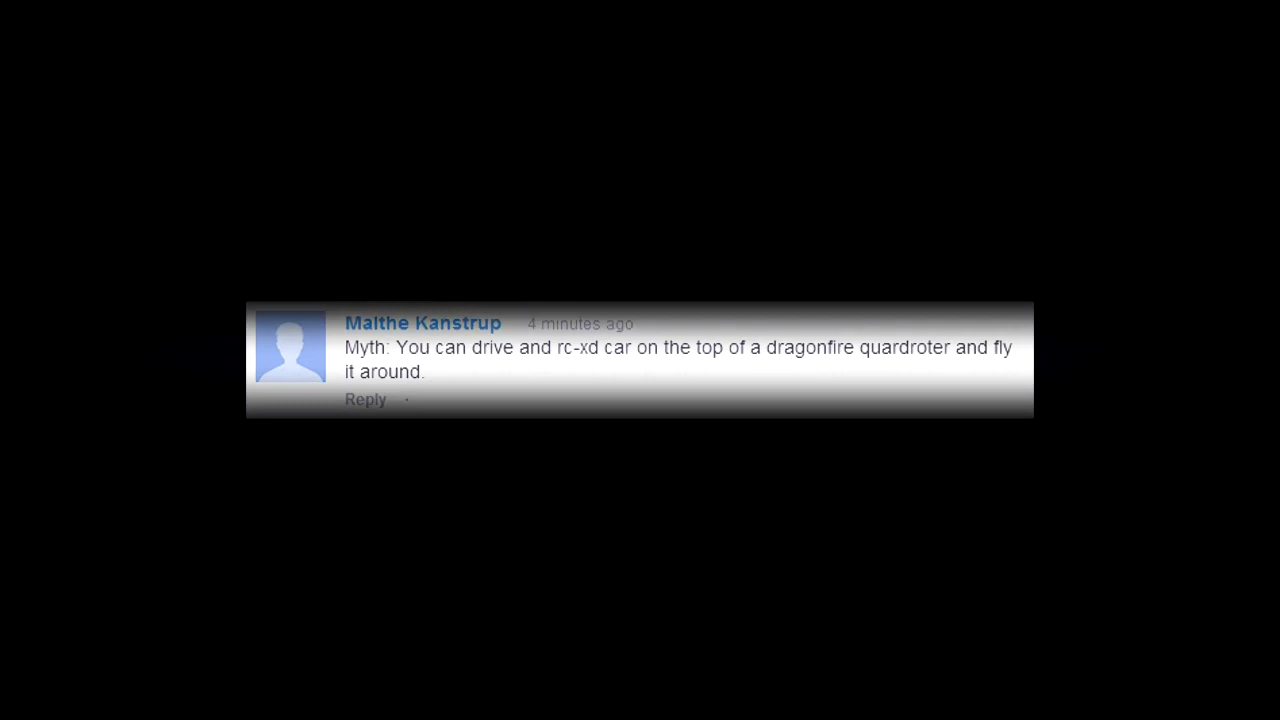 Malthe Kanstrup 4 minutes ago
Myth: You can drive and rc-xd car on the top of a dragonfire quardroter and fly
it around.
Reply ·